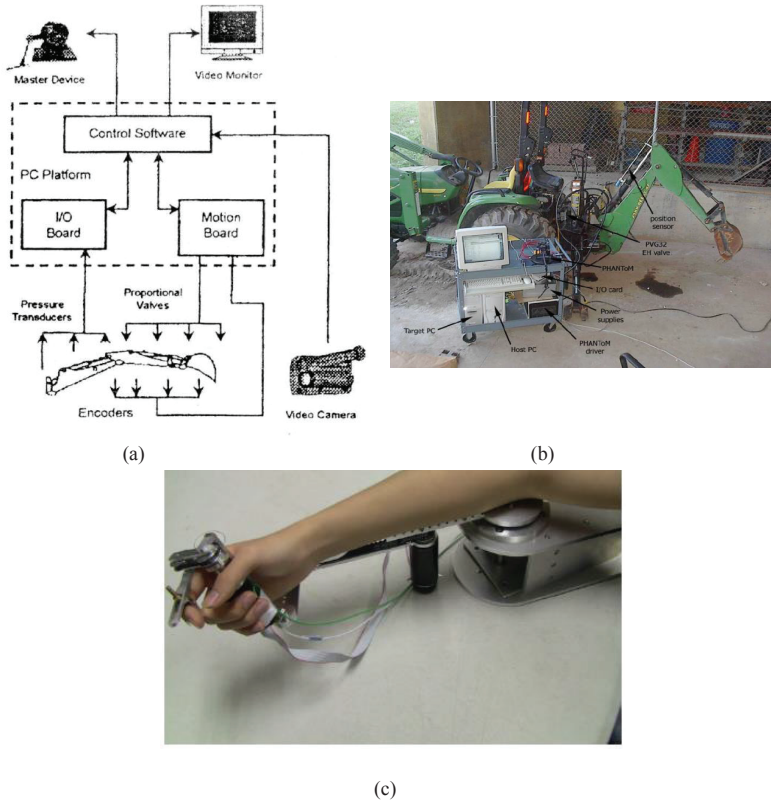 Master Device
Video Monitor
Control Software
PC Platform
I/O
Board
Motion
Board
Pressure
Transducers
Proportional
Valves
Encoders
Video Camera
(a)
position
sensor
PVG32
EH valve
PHANToM
I/O card
Power
supplies
Target PC
Host PC
PHANToM
driver
(b)
(c)